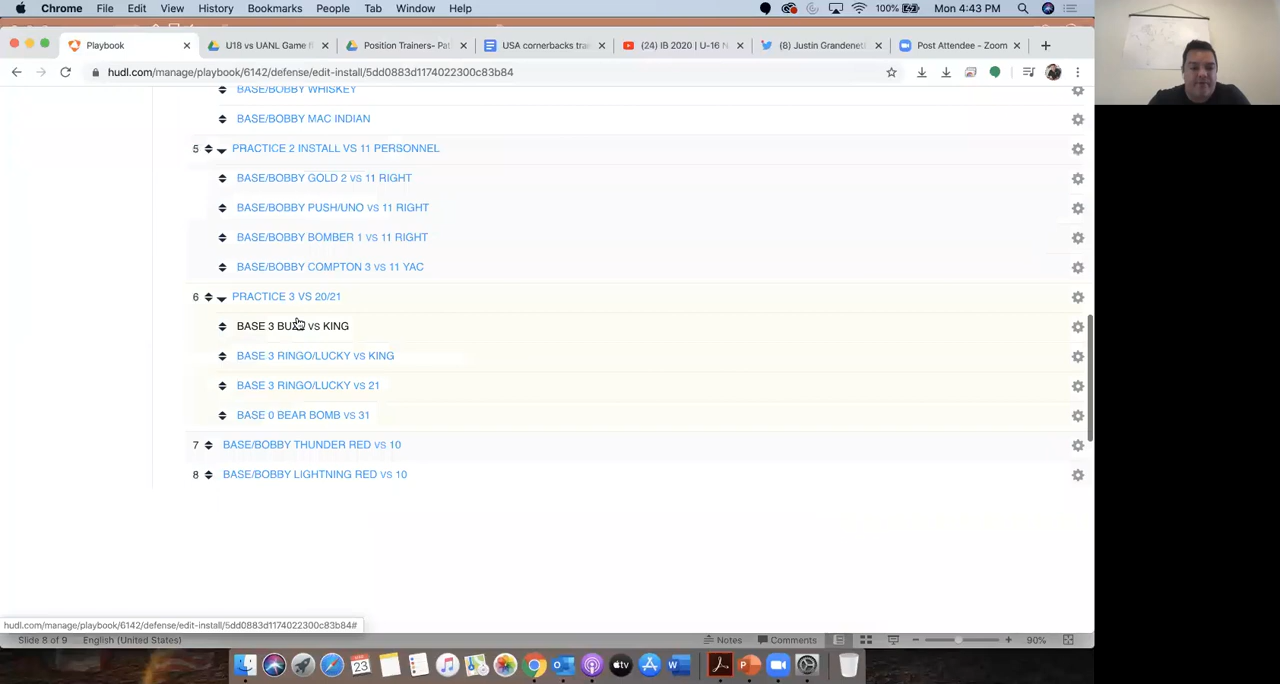 Chrome File Edit View History Bookmarks People Tab Window Help 100% Mon 4:43 PM
Playbook U18 vs UANL Game f Position Trainers- Pat USA cornerbacks trai (24) IB 2020 | U-16 N (8) Justin Grandenet Post Attendee - Zoom
hudl.com/manage/playbook/6142/defense/edit-install/5dd0883d1174022300c83b84
BASE/BOBBY WHISKEY
BASE/BOBBY MAC INDIAN
5 PRACTICE 2 INSTALL VS 11 PERSONNEL
BASE/BOBBY GOLD 2 VS 11 RIGHT
BASE/BOBBY PUSH/UNO VS 11 RIGHT
BASE/BOBBY BOMBER 1 VS 11 RIGHT
BASE/BOBBY COMPTON 3 VS 11 YAC
6 PRACTICE 3 VS 20/21
BASE 3 BUZZ VS KING
BASE 3 RINGO/LUCKY VS KING
BASE 3 RINGO/LUCKY VS 21
BASE 0 BEAR BOMB VS 31
7 BASE/BOBBY THUNDER RED VS 10
8 BASE/BOBBY LIGHTNING RED VS 10
hudl.com/manage/playbook/6142/defense/edit-install/5dd0883d1174022300c83b84#
Slide 8 of 9 English (United States) Notes Comments 90%
23 tv